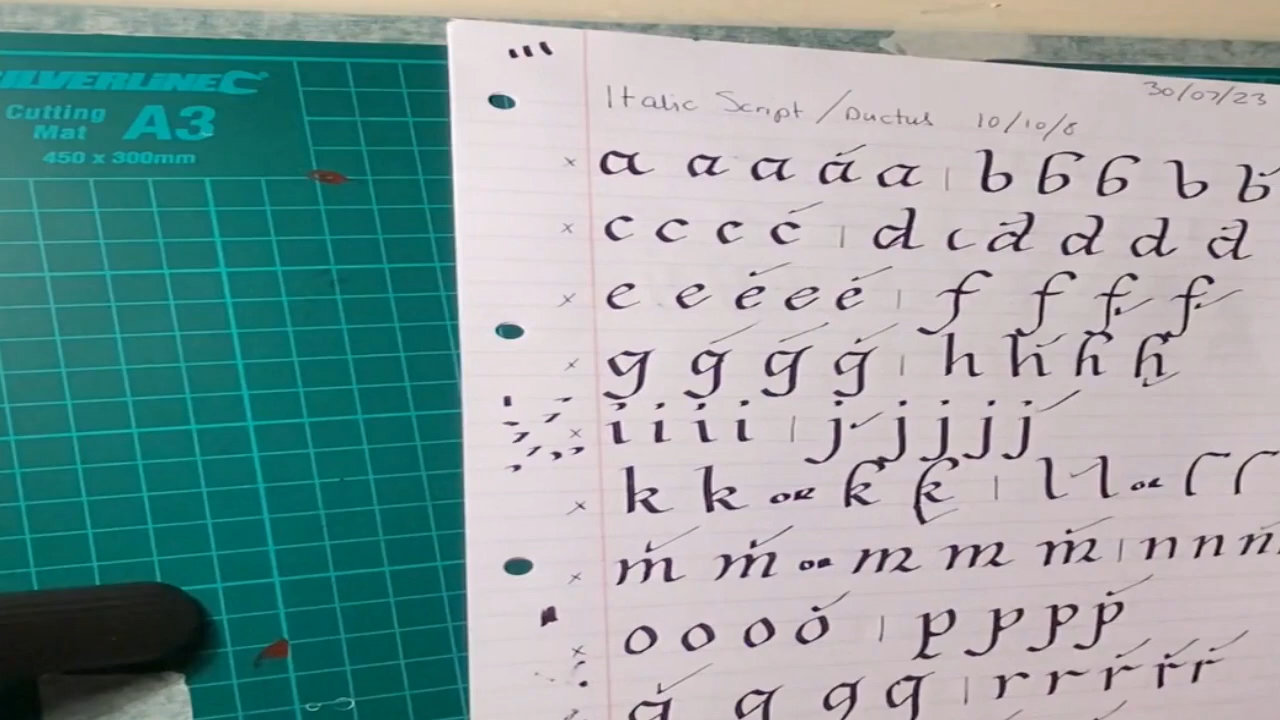 SILVERLINE
Cutting
Mat
A3
450 x 300mm
30/07/23
Italic Script / Ductus 10/10/8
x a a a a a | b b b b b
x c c c c | d c d d d d
x e e e e e | f f f f
x g g g g | h h h h
x i i i i | j j j j j
x k k or k k | l l or l l
x m m or m m m | n n n
x o o o o | p p p p
q q q q | r r r r r